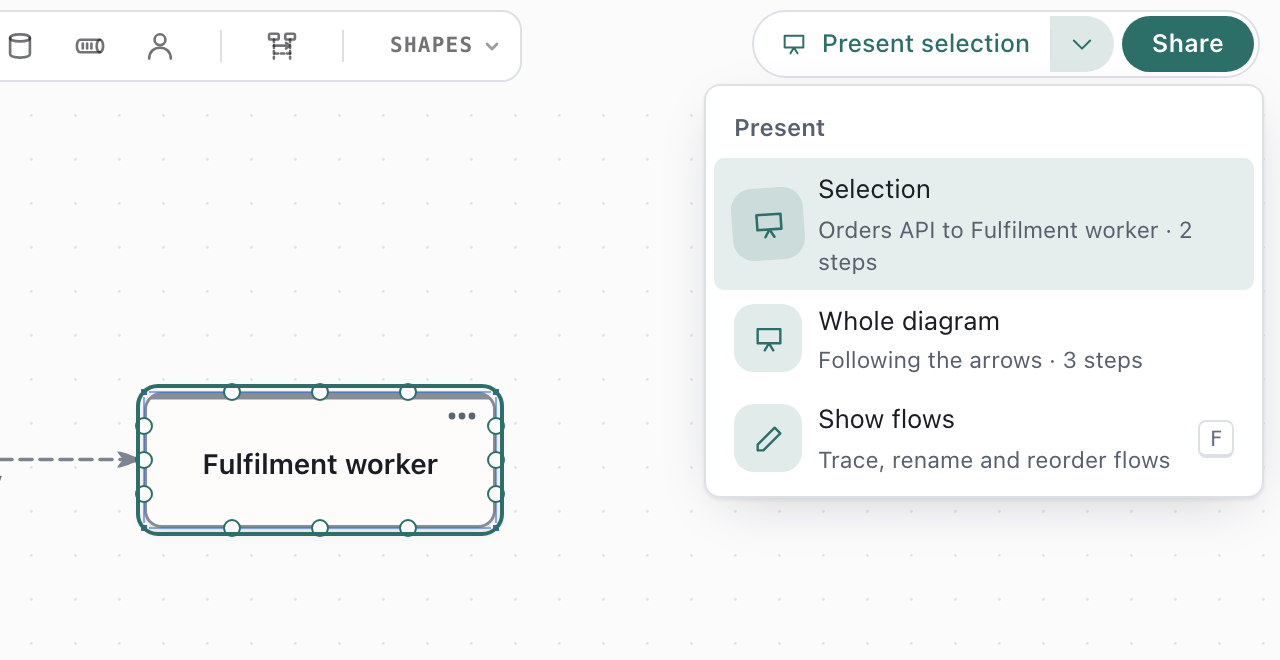 SHAPES
Present selection
Share
Present
Selection
Orders API to Fulfilment worker · 2
steps
Whole diagram
Following the arrows · 3 steps
Show flows
Trace, rename and reorder flows
F
Fulfilment worker